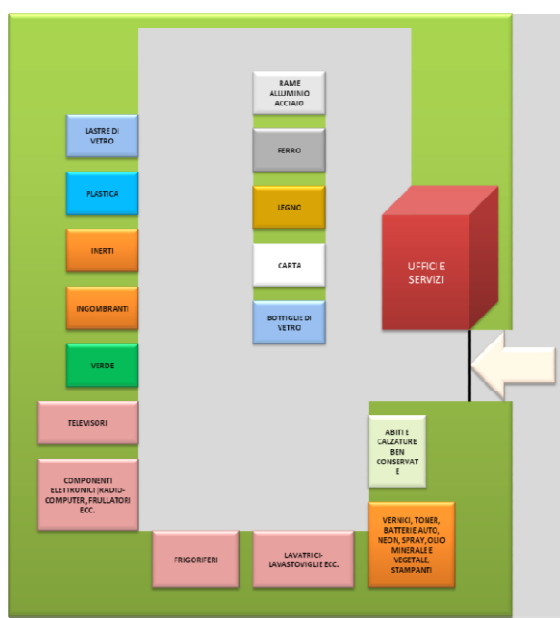 RAME
ALLUMINIO
ACCIAIO
LASTRE DI
VETRO
FERRO
PLASTICA
LEGNO
INERTI
CARTA
UFFICI E
SERVIZI
INGOMBRANTI
BOTTIGLIE DI
VETRO
VERDE
TELEVISORI
ABITI E
CALZATURE
BEN
CONSERVAT
E
COMPONENTI
ELETTRONICI (RADIO-
COMPUTER, FRULLATORI
ECC.
VERNICI, TONER,
BATTERIE AUTO,
NEON, SPRAY, OLIO
MINERALE E
VEGETALE,
STAMPANTI
FRIGORIFERI
LAVATRICI-
LAVASTOVIGLIE ECC.